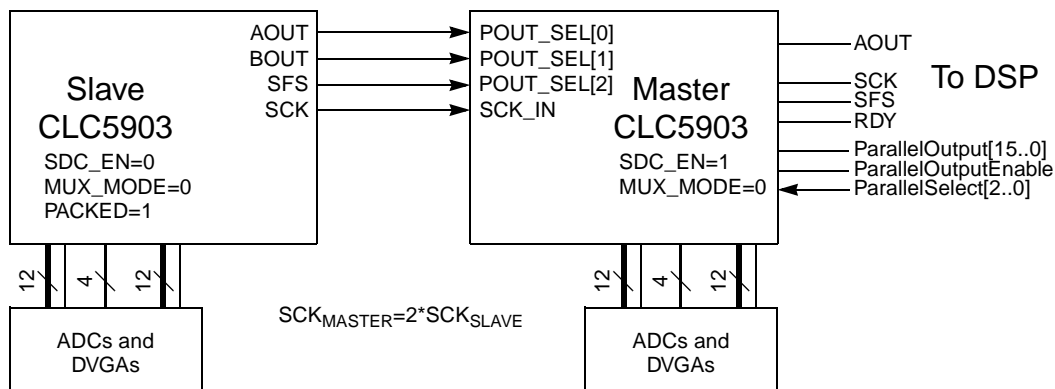 AOUT
BOUT
SFS
SCK
Slave
CLC5903
SDC_EN=0
MUX_MODE=0
PACKED=1
POUT_SEL[0]
POUT_SEL[1]
POUT_SEL[2]
SCK_IN
Master
CLC5903
SDC_EN=1
MUX_MODE=0
AOUT
SCK
SFS
RDY
To DSP
ParallelOutput[15..0]
ParallelOutputEnable
ParallelSelect[2..0]
12
4
12
12
4
12
SCKMASTER=2*SCKSLAVE
ADCs and
DVGAs
ADCs and
DVGAs